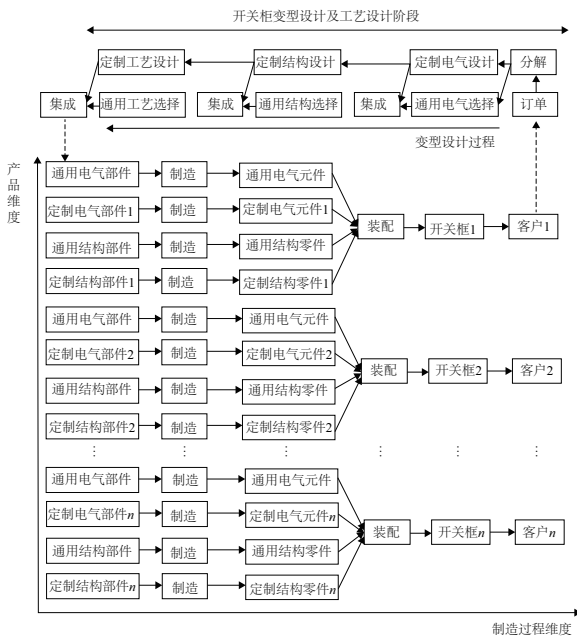 开关柜变型设计及工艺设计阶段
定制工艺设计 定制结构设计 定制电气设计 分解
集成 通用工艺选择 集成 通用结构选择 集成 通用电气选择 订单
变型设计过程
产品维度
通用电气部件 制造 通用电气元件
定制电气部件1 制造 定制电气元件1
装配 开关框1 客户1
通用结构部件 制造 通用结构零件
定制结构部件1 制造 定制结构零件1
通用电气部件 制造 通用电气元件
定制电气部件2 制造 定制电气元件2
装配 开关框2 客户2
通用结构部件 制造 通用结构零件
定制结构部件2 制造 定制结构零件2
⋮ ⋮ ⋮ ⋮ ⋮ ⋮
通用电气部件 制造 通用电气元件
定制电气部件n 制造 定制电气元件n
装配 开关框n 客户n
通用结构部件 制造 通用结构零件
定制结构部件n 制造 定制结构零件n
制造过程维度